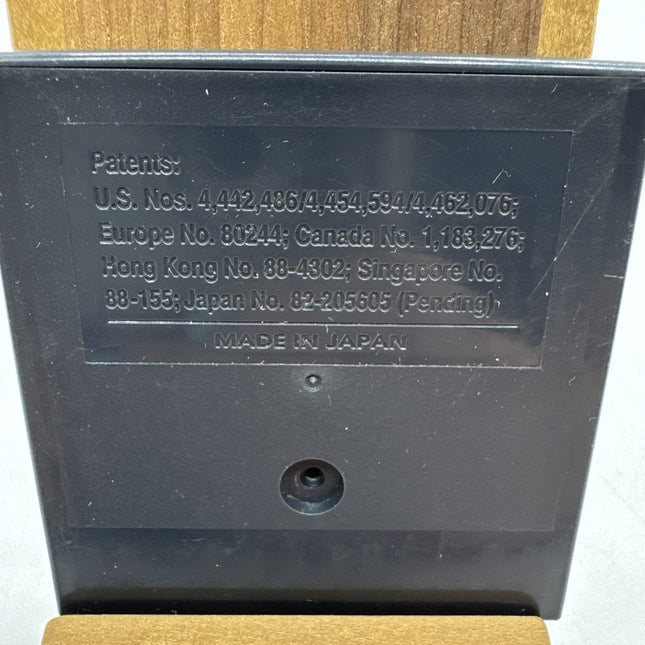 Patents:
U.S. Nos. 4,442,486/4,454,594/4,462,076;
Europe No. 80244; Canada No. 1,183,276;
Hong Kong No. 88-4302; Singapore No.
88-155; Japan No. 82-205605 (Pending)
MADE IN JAPAN